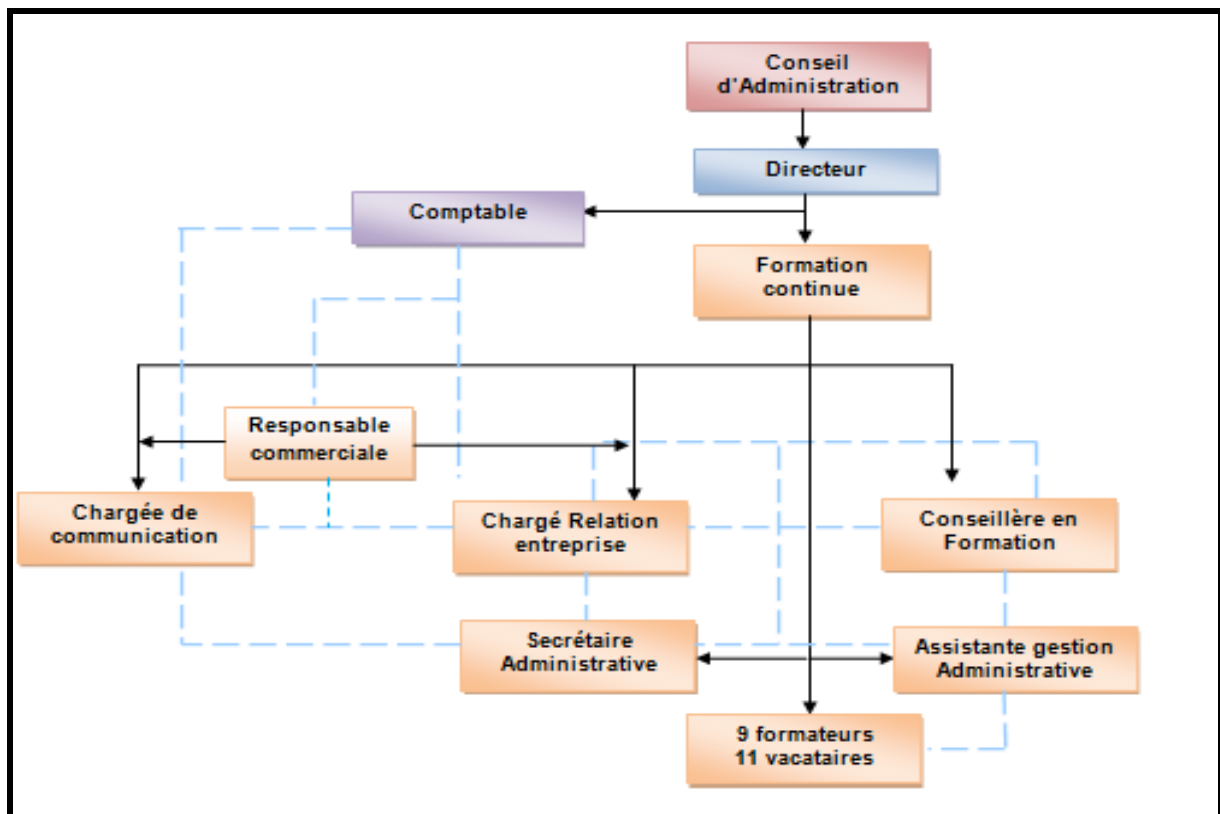 Conseil
d'Administration
Directeur
Comptable
Formation
continue
Responsable
commerciale
Chargée de
communication
Chargé Relation
entreprise
Conseillère en
Formation
Secrétaire
Administrative
Assistante gestion
Administrative
9 formateurs
11 vacataires